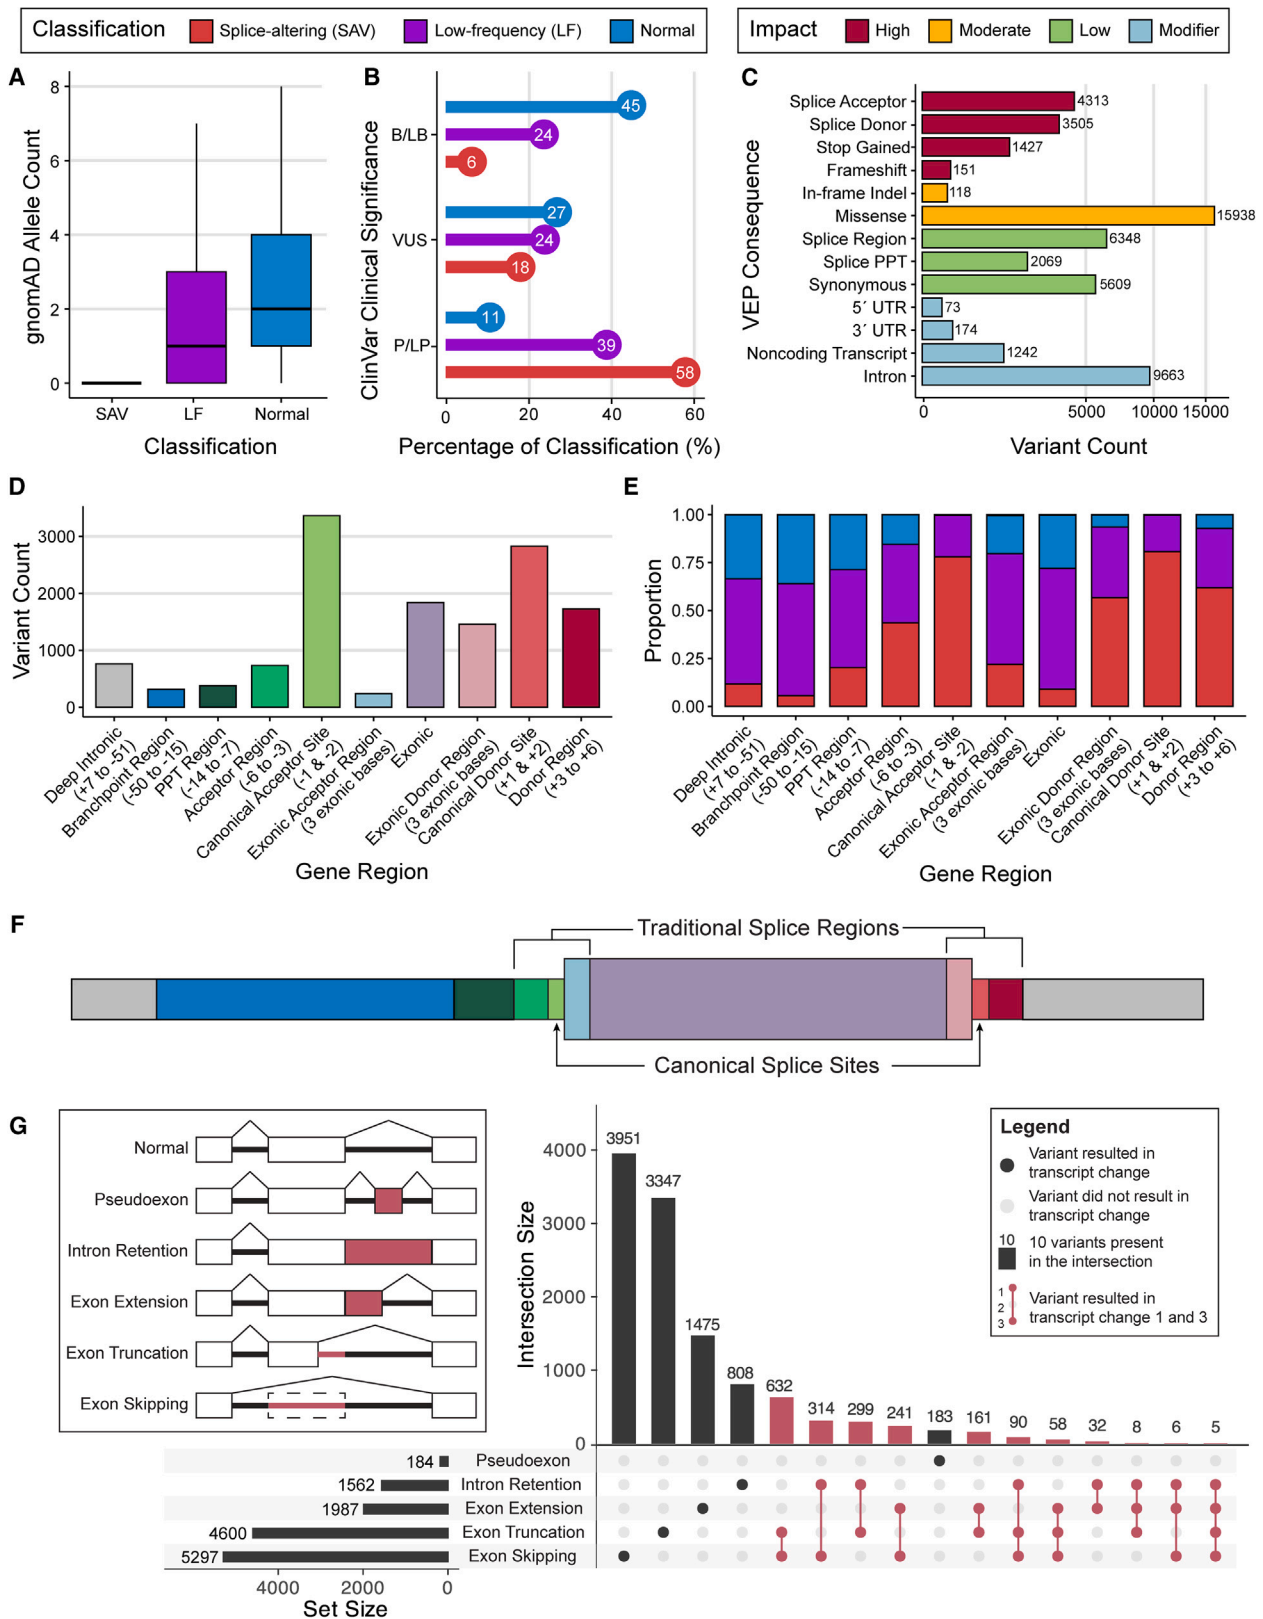 Classification Splice-altering (SAV) Low-frequency (LF) Normal
Impact High Moderate Low Modifier
A
gnomAD Allele Count
8
6
4
2
0
SAV LF Normal
Classification
B
ClinVar Clinical Significance
B/LB
VUS
P/LP
45
24
6
27
24
18
11
39
58
0 20 40 60
Percentage of Classification (%)
C
VEP Consequence
Splice Acceptor 4313
Splice Donor 3505
Stop Gained 1427
Frameshift 151
In-frame Indel 118
Missense 15938
Splice Region 6348
Splice PPT 2069
Synonymous 5609
5´ UTR 73
3´ UTR 174
Noncoding Transcript 1242
Intron 9663
0 5000 10000 15000
Variant Count
D
Variant Count
3000
2000
1000
0
Deep Intronic
(+7 to -51)
Branchpoint Region
(-50 to -15)
PPT Region
(-14 to -7)
Acceptor Region
(-6 to -3)
Canonical Acceptor Site
(-1 & -2)
Exonic Acceptor Region
(3 exonic bases)
Exonic
Exonic Donor Region
(3 exonic bases)
Canonical Donor Site
(+1 & +2)
Donor Region
(+3 to +6)
Gene Region
E
Proportion
1.00
0.75
0.50
0.25
0.00
Deep Intronic
(+7 to -51)
Branchpoint Region
(-50 to -15)
PPT Region
(-14 to -7)
Acceptor Region
(-6 to -3)
Canonical Acceptor Site
(-1 & -2)
Exonic Acceptor Region
(3 exonic bases)
Exonic
Exonic Donor Region
(3 exonic bases)
Canonical Donor Site
(+1 & +2)
Donor Region
(+3 to +6)
Gene Region
F
Traditional Splice Regions
Canonical Splice Sites
G
Normal
Pseudoexon
Intron Retention
Exon Extension
Exon Truncation
Exon Skipping
Intersection Size
4000
3000
2000
1000
0
3951
3347
1475
808
632
314
299
241
183
161
90
58
32
8
6
5
Legend
Variant resulted in
transcript change
Variant did not result in
transcript change
10
10 variants present
in the intersection
1
2
3
Variant resulted in
transcript change 1 and 3
184 Pseudoexon
1562 Intron Retention
1987 Exon Extension
4600 Exon Truncation
5297 Exon Skipping
4000 2000 0
Set Size